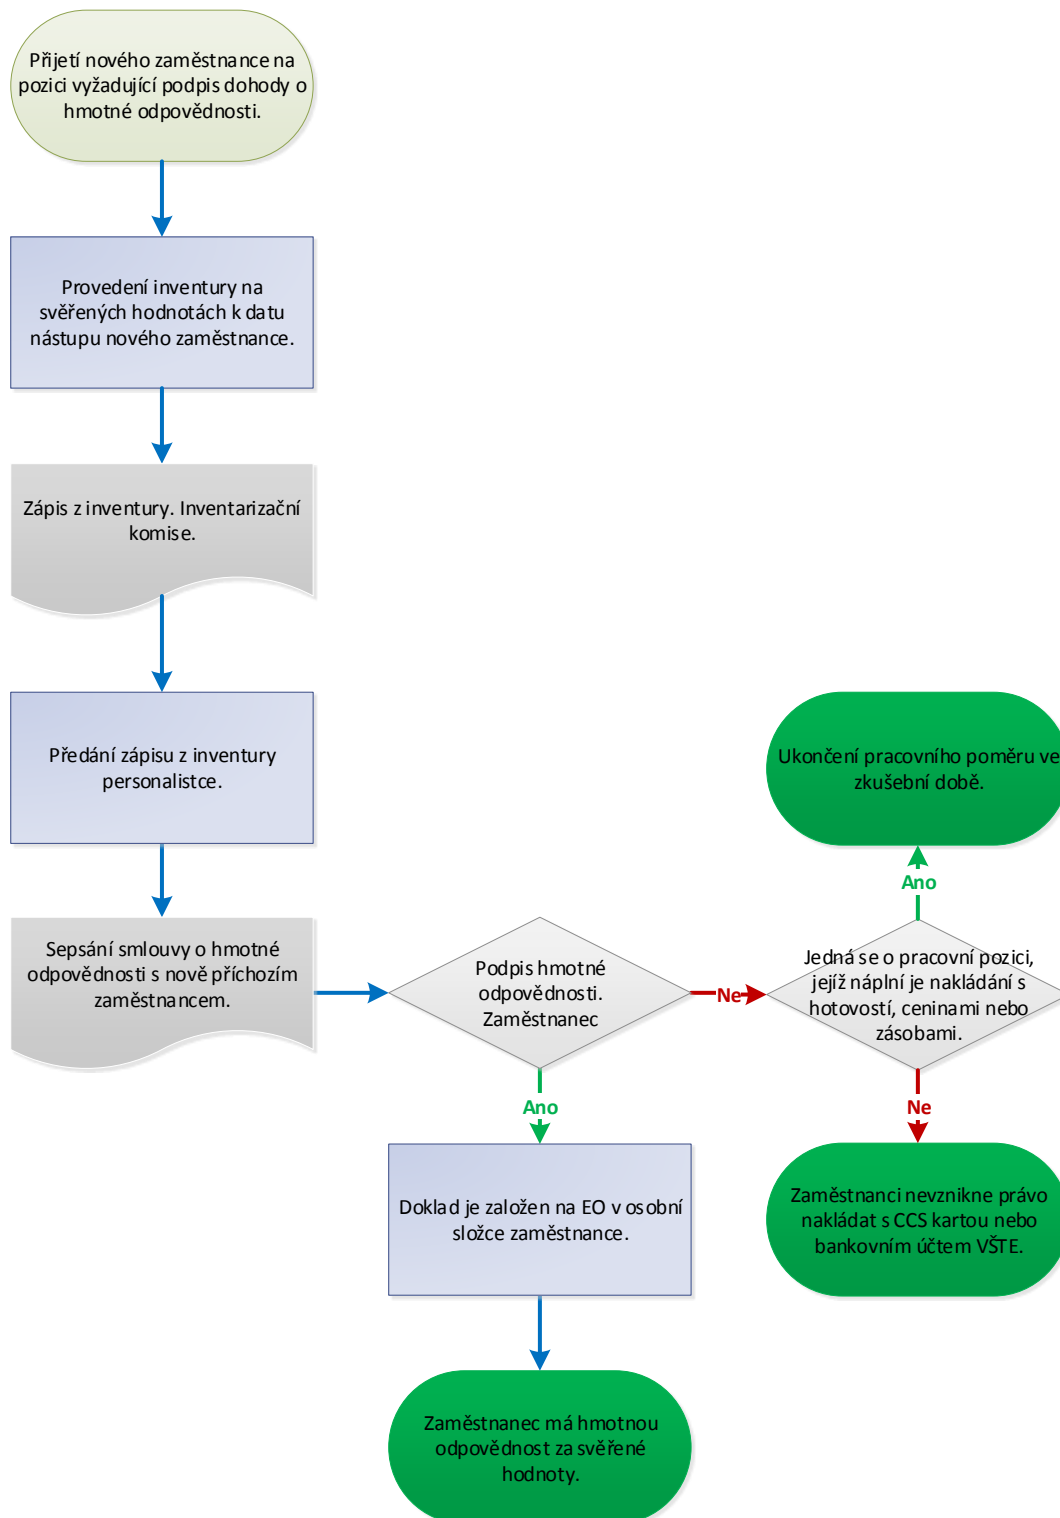 Přijetí nového zaměstnance na
pozici vyžadující podpis dohody o
hmotné odpovědnosti.
Provedení inventury na
svěřených hodnotách k datu
nástupu nového zaměstnance.
Zápis z inventury. Inventarizační
komise.
Předání zápisu z inventury
personalistce.
Sepsání smlouvy o hmotné
odpovědnosti s nově příchozím
zaměstnancem.
Podpis hmotné
odpovědnosti.
Zaměstnanec
Ne
Jedná se o pracovní pozici,
jejíž náplní je nakládání s
hotovostí, ceninami nebo
zásobami.
Ano
Ukončení pracovního poměru ve
zkušební době.
Ne
Zaměstnanci nevznikne právo
nakládat s CCS kartou nebo
bankovním účtem VŠTE.
Ano
Doklad je založen na EO v osobní
složce zaměstnance.
Zaměstnanec má hmotnou
odpovědnost za svěřené
hodnoty.